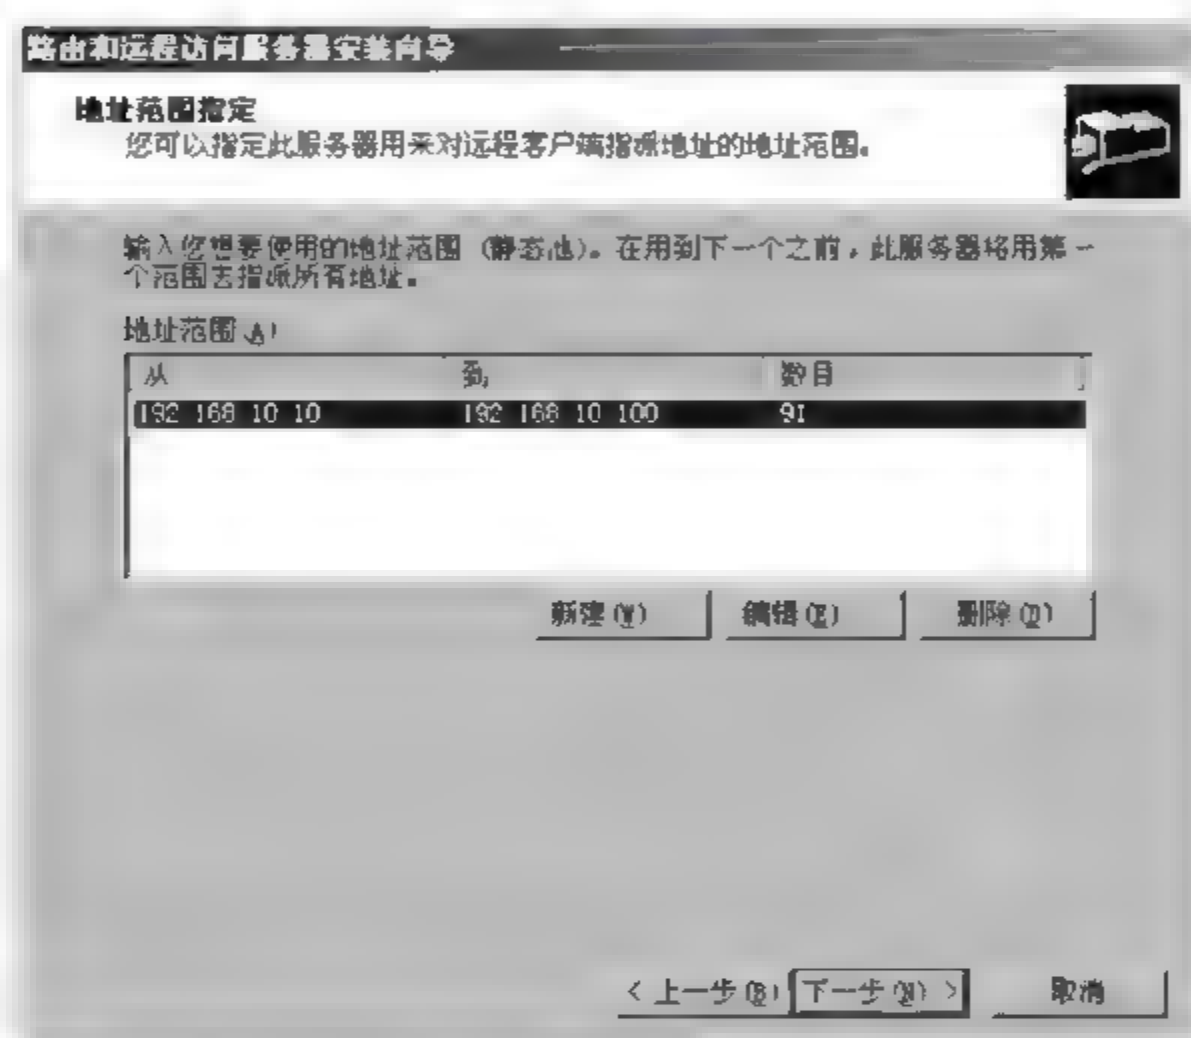 路由和远程访问服务器安装向导
地址范围指定
您可以指定此服务器用来对远程客户端指派地址的地址范围。
输入您想要使用的地址范围（静态池）。在用到下一个之前，此服务器将用第一
个范围去指派所有地址。
地址范围(A)
从 到 数目
192 168 10 10 192 168 10 100 91
新建(W) 编辑(E) 删除(D)
< 上一步(B) 下一步(N) > 取消